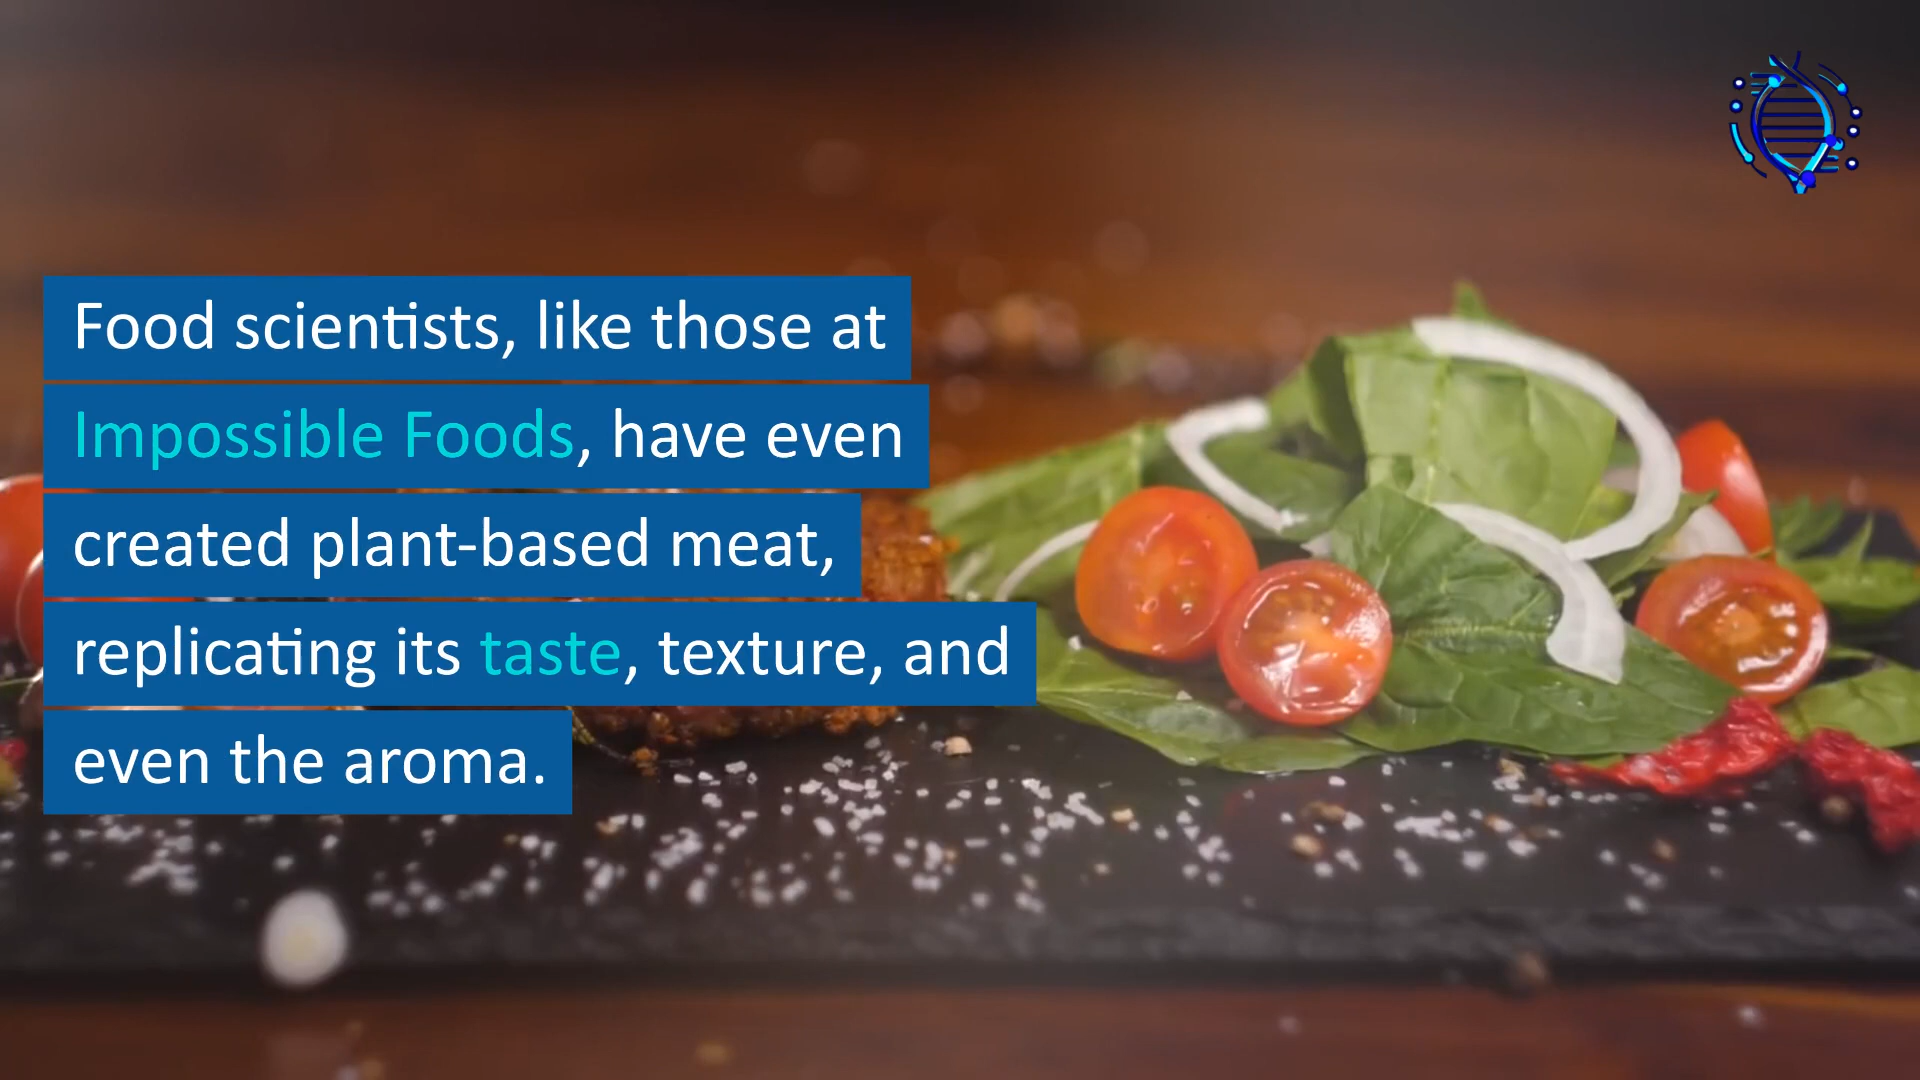 Food scientists, like those at
Impossible Foods, have even
created plant-based meat,
replicating its taste, texture, and
even the aroma.